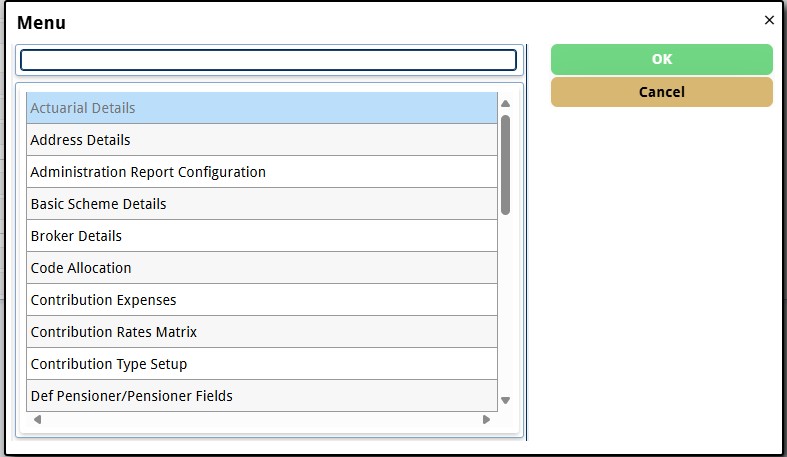 Menu
×
OK
Cancel
Actuarial Details
Address Details
Administration Report Configuration
Basic Scheme Details
Broker Details
Code Allocation
Contribution Expenses
Contribution Rates Matrix
Contribution Type Setup
Def Pensioner/Pensioner Fields